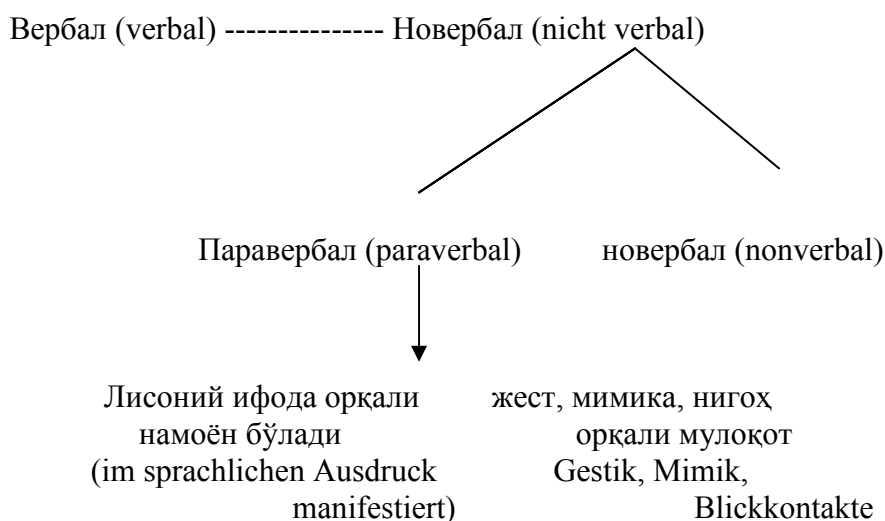 Вербал (verbal) --------------- Новербал (nicht verbal)
Паравербал (paraverbal) новербал (nonverbal)
Лисоний ифода орқали жест, мимика, нигоҳ
намоён бўлади орқали мулоқот
(im sprachlichen Ausdruck Gestik, Mimik,
manifestiert) Blickkontakte